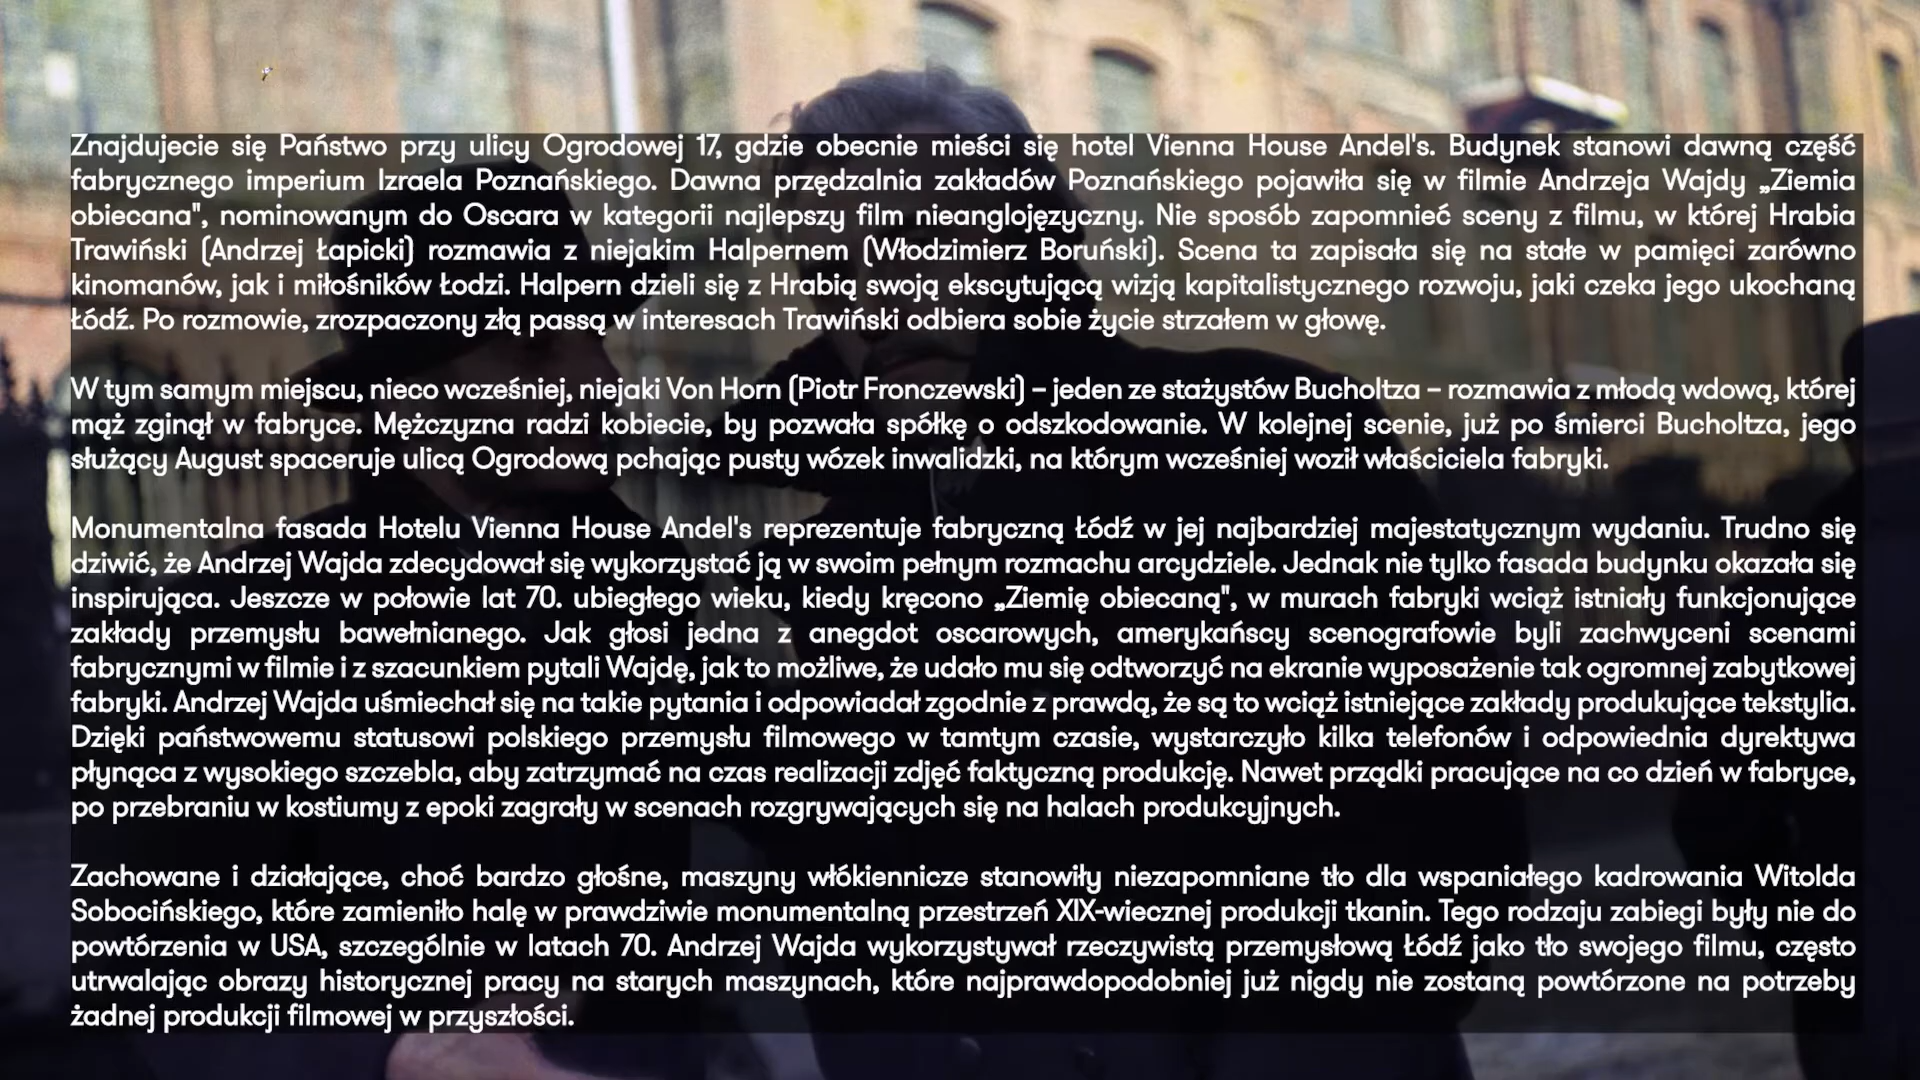 Znajdujecie się Państwo przy ulicy Ogrodowej 17, gdzie obecnie mieści się hotel Vienna House Andel's. Budynek stanowi dawną część
fabrycznego imperium Izraela Poznańskiego. Dawna przędzalnia zakładów Poznańskiego pojawiła się w filmie Andrzeja Wajdy „Ziemia
obiecana", nominowanym do Oscara w kategorii najlepszy film nieanglojęzyczny. Nie sposób zapomnieć sceny z filmu, w której Hrabia
Trawiński (Andrzej Łapicki) rozmawia z niejakim Halpernem (Włodzimierz Boruński). Scena ta zapisała się na stałe w pamięci zarówno
kinomanów, jak i miłośników Łodzi. Halpern dzieli się z Hrabią swoją ekscytującą wizją kapitalistycznego rozwoju, jaki czeka jego ukochaną
Łódź. Po rozmowie, zrozpaczony złą passą w interesach Trawiński odbiera sobie życie strzałem w głowę.
W tym samym miejscu, nieco wcześniej, niejaki Von Horn (Piotr Fronczewski) – jeden ze stażystów Bucholtza – rozmawia z młodą wdową, której
mąż zginął w fabryce. Mężczyzna radzi kobiecie, by pozwała spółkę o odszkodowanie. W kolejnej scenie, już po śmierci Bucholtza, jego
służący August spaceruje ulicą Ogrodową pchając pusty wózek inwalidzki, na którym wcześniej woził właściciela fabryki.
Monumentalna fasada Hotelu Vienna House Andel's reprezentuje fabryczną Łódź w jej najbardziej majestatycznym wydaniu. Trudno się
dziwić, że Andrzej Wajda zdecydował się wykorzystać ją w swoim pełnym rozmachu arcydziele. Jednak nie tylko fasada budynku okazała się
inspirująca. Jeszcze w połowie lat 70. ubiegłego wieku, kiedy kręcono „Ziemię obiecaną", w murach fabryki wciąż istniały funkcjonujące
zakłady przemysłu bawełnianego. Jak głosi jedna z anegdot oscarowych, amerykańscy scenografowie byli zachwyceni scenami
fabrycznymi w filmie i z szacunkiem pytali Wajdę, jak to możliwe, że udało mu się odtworzyć na ekranie wyposażenie tak ogromnej zabytkowej
fabryki. Andrzej Wajda uśmiechał się na takie pytania i odpowiadał zgodnie z prawdą, że są to wciąż istniejące zakłady produkujące tekstylia.
Dzięki państwowemu statusowi polskiego przemysłu filmowego w tamtym czasie, wystarczyło kilka telefonów i odpowiednia dyrektywa
płynąca z wysokiego szczebla, aby zatrzymać na czas realizacji zdjęć faktyczną produkcję. Nawet prządki pracujące na co dzień w fabryce,
po przebraniu w kostiumy z epoki zagrały w scenach rozgrywających się na halach produkcyjnych.
Zachowane i działające, choć bardzo głośne, maszyny włókiennicze stanowiły niezapomniane tło dla wspaniałego kadrowania Witolda
Sobocińskiego, które zamieniło halę w prawdziwie monumentalną przestrzeń XIX-wiecznej produkcji tkanin. Tego rodzaju zabiegi były nie do
powtórzenia w USA, szczególnie w latach 70. Andrzej Wajda wykorzystywał rzeczywistą przemysłową Łódź jako tło swojego filmu, często
utrwalając obrazy historycznej pracy na starych maszynach, które najprawdopodobniej już nigdy nie zostaną powtórzone na potrzeby
żadnej produkcji filmowej w przyszłości.